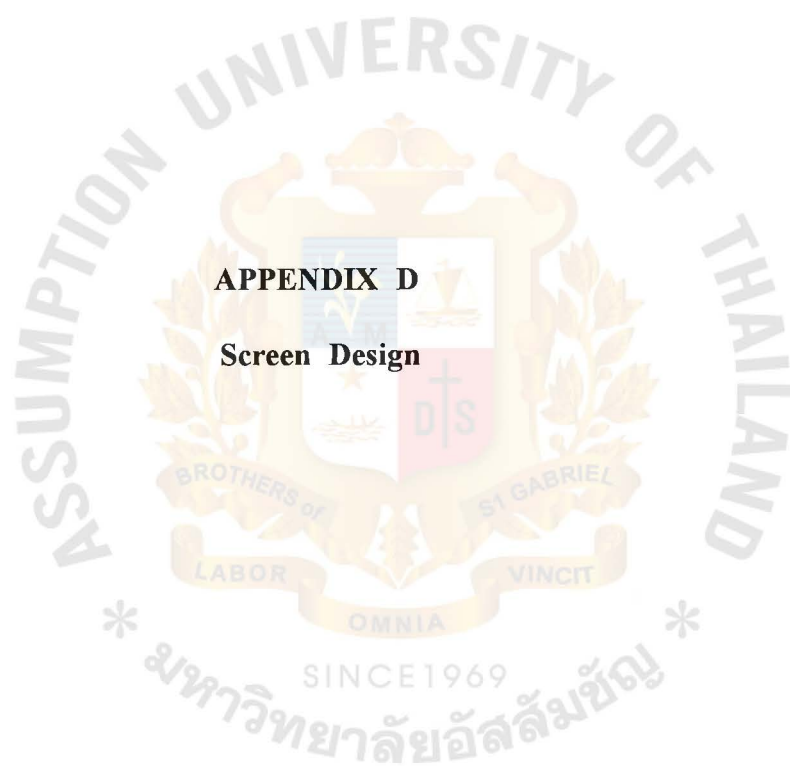 ASSUMPTION UNIVERSITY OF THAILAND
APPENDIX D
Screen Design
A M
D S
BROTHERS of ST GABRIEL
LABOR
OMNIA
VINCIT
SINCE1969
* มหาวิทยาลัยอัสสัมชัญ *